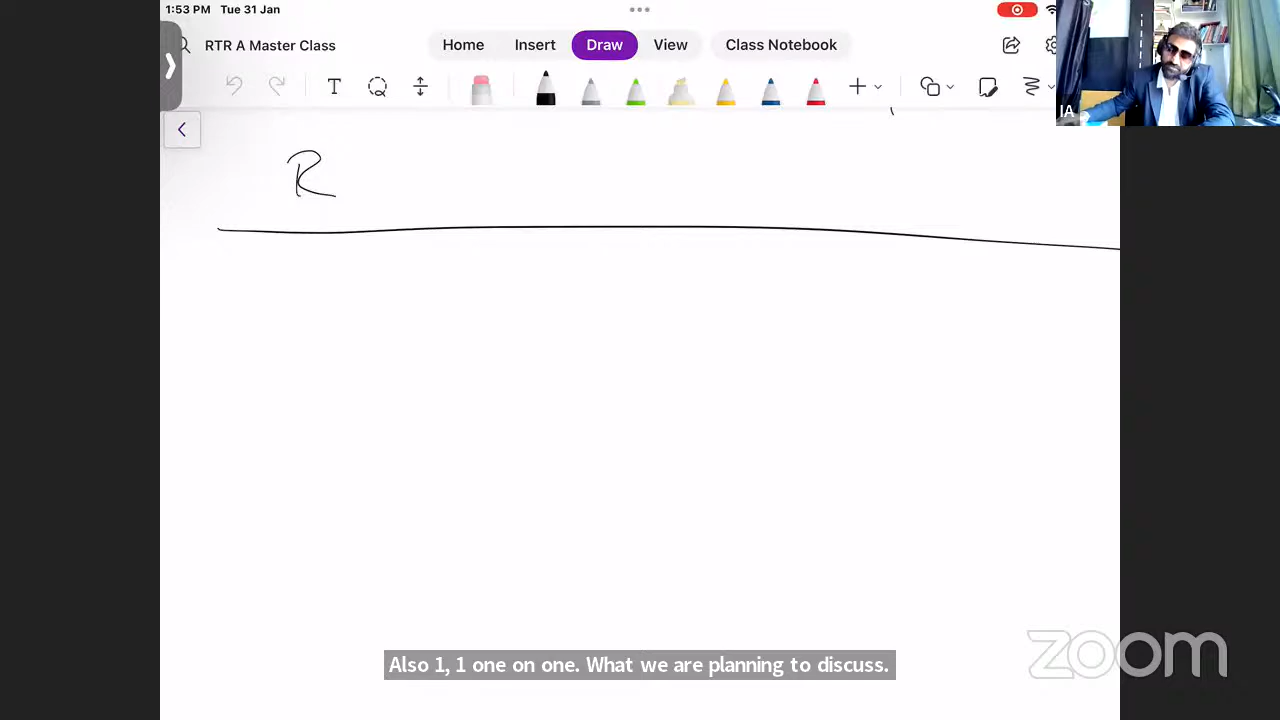 1:53 PM Tue 31 Jan
RTR A Master Class
Home Insert Draw View Class Notebook
T
IA
R
Also 1, 1 one on one. What we are planning to discuss.
zoom